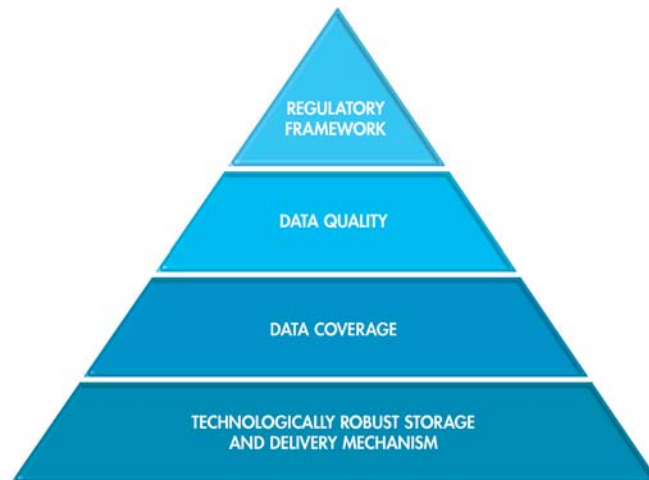 REGULATORY
FRAMEWORK
DATA QUALITY
DATA COVERAGE
TECHNOLOGICALLY ROBUST STORAGE
AND DELIVERY MECHANISM